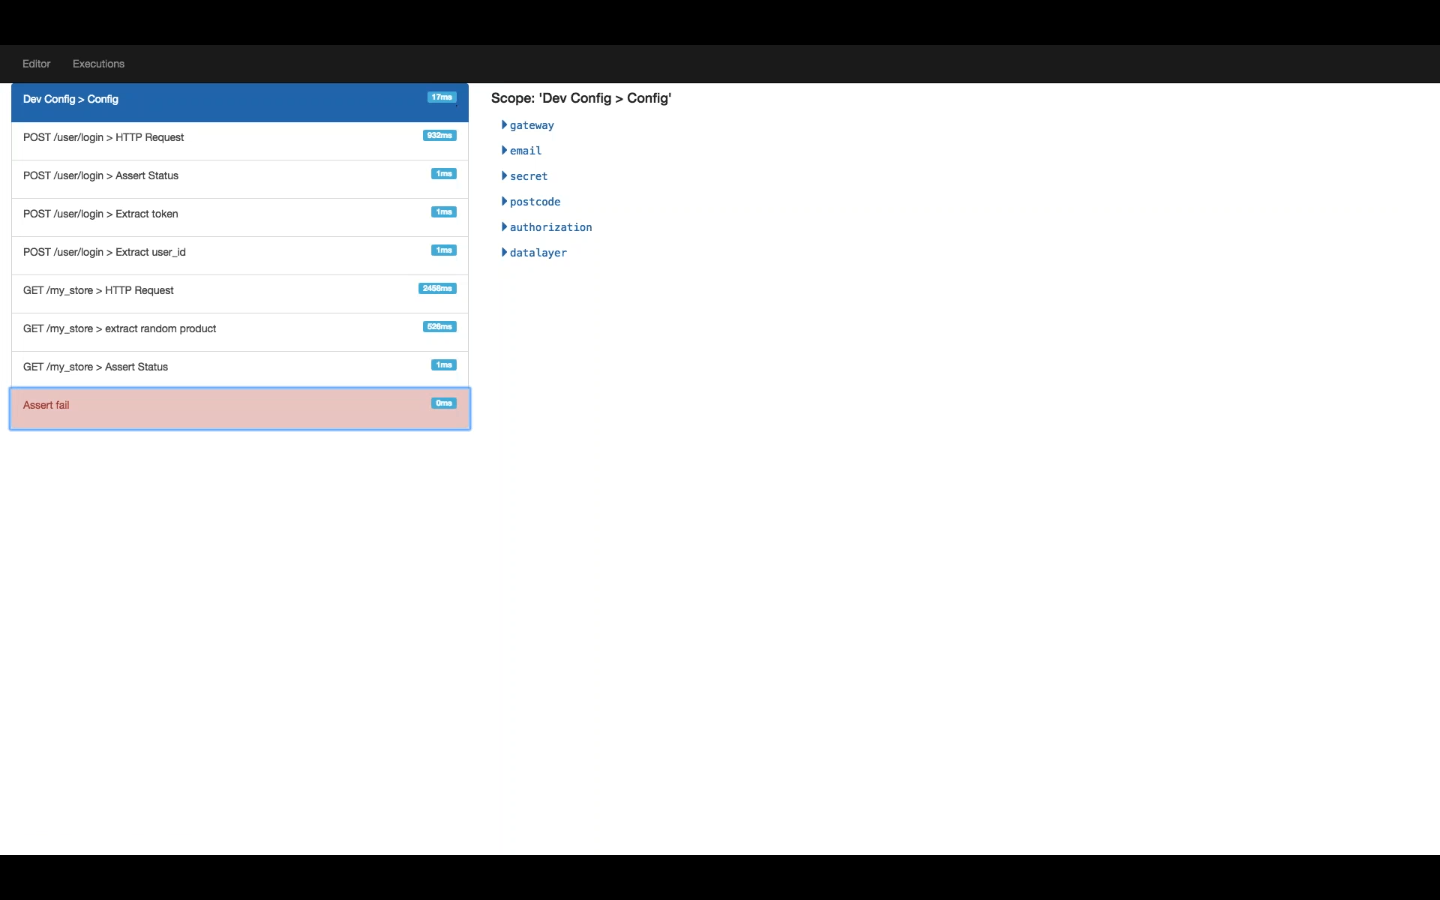 Editor Executions
Dev Config > Config 17ms
POST /user/login > HTTP Request 932ms
POST /user/login > Assert Status 1ms
POST /user/login > Extract token 1ms
POST /user/login > Extract user_id 1ms
GET /my_store > HTTP Request
GET /my_store > extract random product 526ms
GET /my_store > Assert Status 1ms
Assert fail 0ms
Scope: 'Dev Config > Config'
gateway
email
secret
postcode
authorization
datalayer